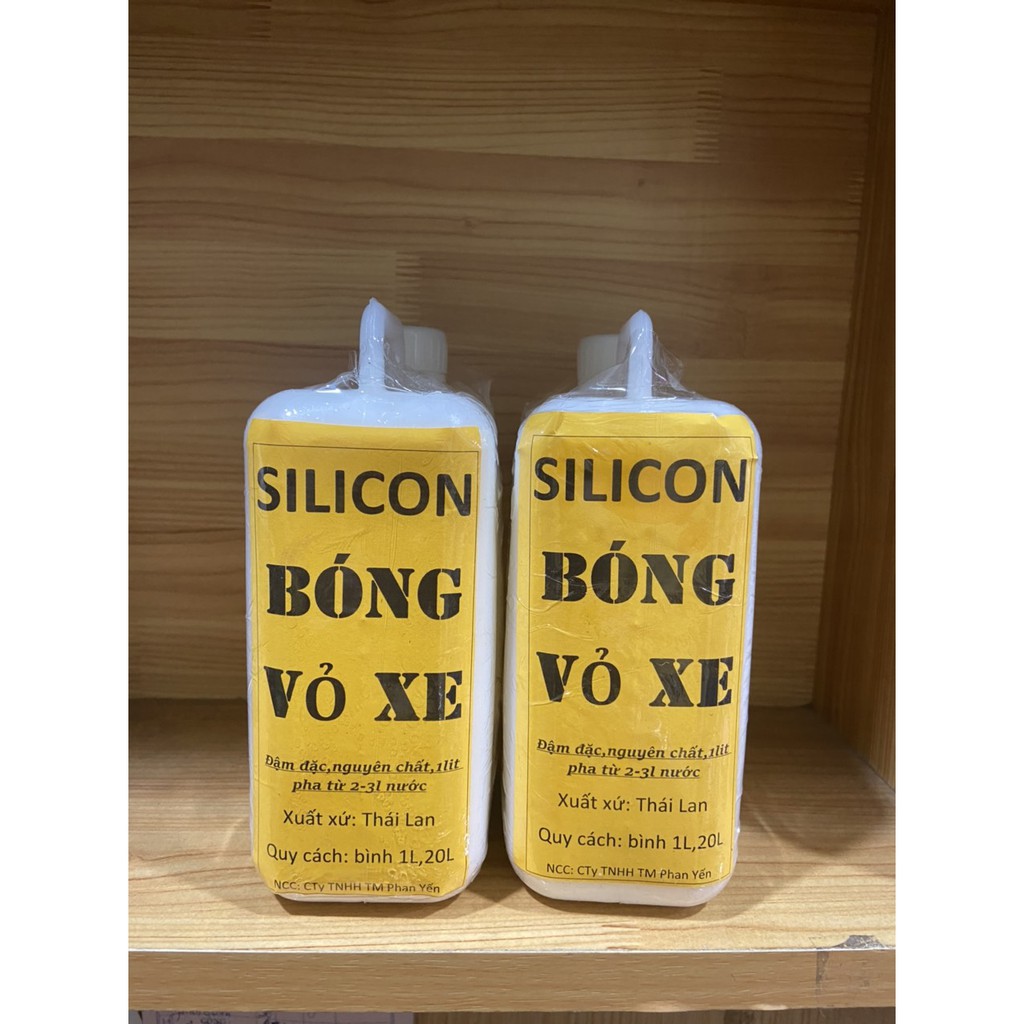 SILICON
BÓNG
VỎ XE
Đậm đặc,nguyên chất,1lit
pha từ 2-3l nước
Xuất xứ: Thái Lan
Quy cách: bình 1L,20L
NCC: CTy TNHH TM Phan Yến
SILICON
BÓNG
VỎ XE
Đậm đặc,nguyên chất,1lit
pha từ 2-3l nước
Xuất xứ: Thái Lan
Quy cách: bình 1L,20L
NCC: CTy TNHH TM Phan Yến